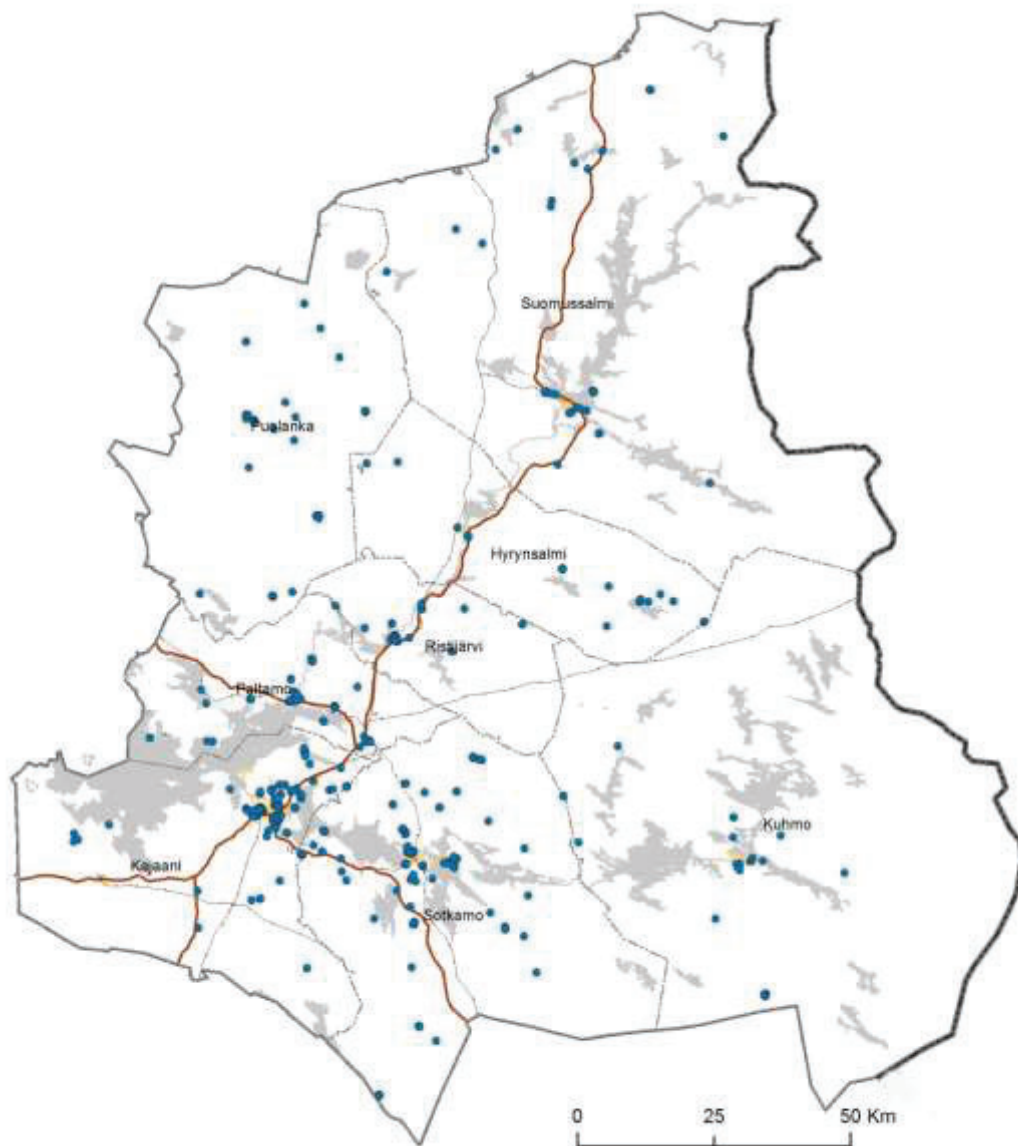 Suomussalmi
Puolanka
Hyrynsalmi
Ristijärvi
Paltamo
Kuhmo
Kajaani
Sotkamo
0 25 50 Km